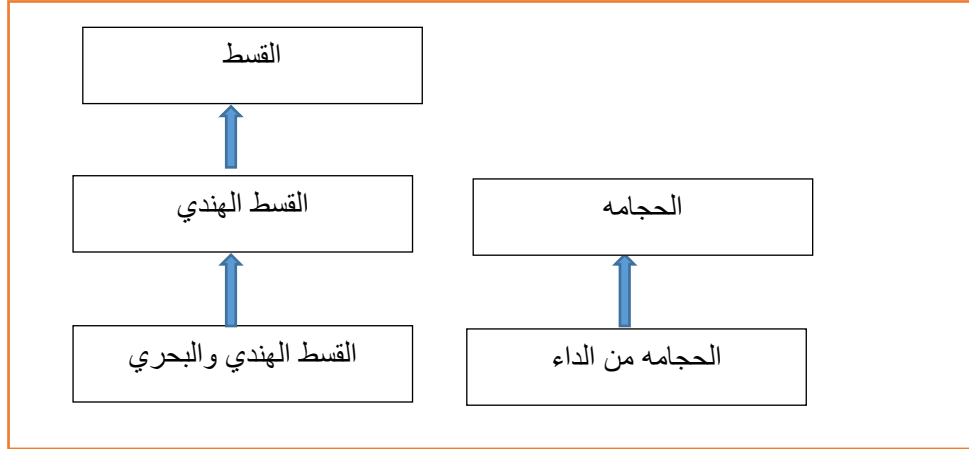 القسط
القسط الهندي
الحجامه
القسط الهندي والبحري
الحجامه من الداء